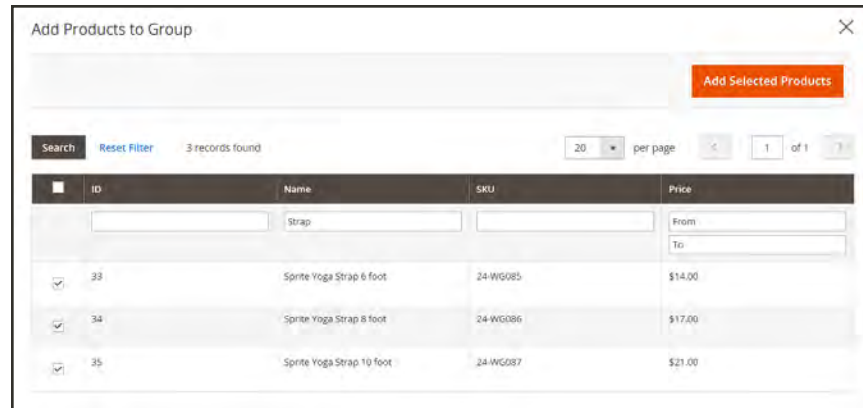 Add Products to Group
Add Selected Products
Search Reset Filter 3 records found 20 per page 1 of 1
ID Name SKU Price
Strap From
To
33 Sprite Yoga Strap 6 foot 24-WG085 $14.00
34 Sprite Yoga Strap 8 foot 24-WG086 $17.00
35 Sprite Yoga Strap 10 foot 24-WG087 $21.00